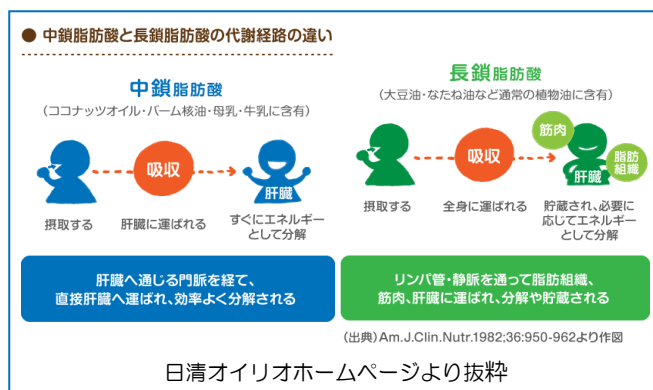 ● 中鎖脂肪酸と長鎖脂肪酸の代謝経路の違い
中鎖脂肪酸
(ココナッツオイル・パーム核油・母乳・牛乳に含有)
吸収
肝臓
摂取する
肝臓に運ばれる
すぐにエネルギー
として分解
肝臓へ通じる門脈を経て、
直接肝臓へ運ばれ、効率よく分解される
長鎖脂肪酸
(大豆油・なたね油など通常の植物油に含有)
吸収
筋肉
脂肪
組織
肝臓
摂取する
全身に運ばれる
貯蔵され、必要に
応じてエネルギー
として分解
リンパ管・静脈を通って脂肪組織、
筋肉、肝臓に運ばれ、分解や貯蔵される
(出典)Am.J.Clin.Nutr.1982;36:950-962より作図
日清オイリオホームページより抜粋